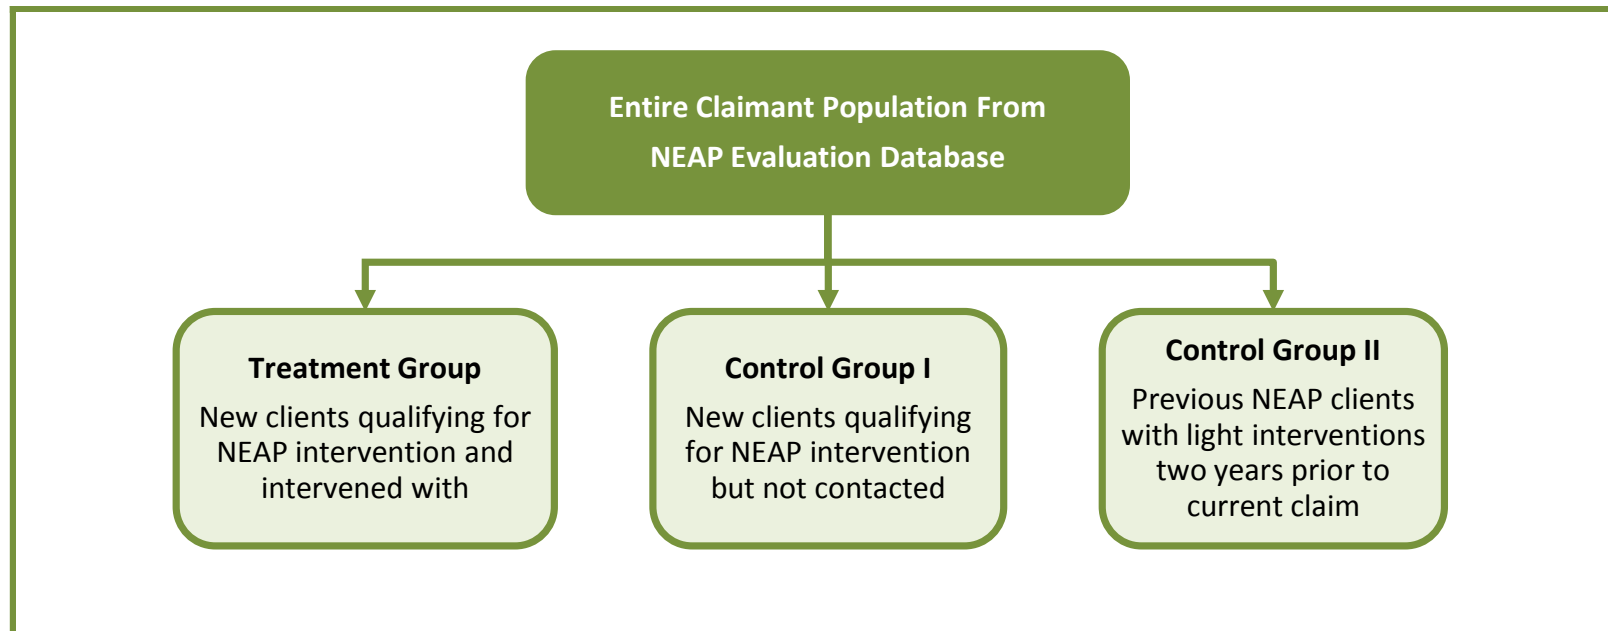 Entire Claimant Population From
NEAP Evaluation Database
Treatment Group
New clients qualifying for
NEAP intervention and
intervened with
Control Group I
New clients qualifying
for NEAP intervention
but not contacted
Control Group II
Previous NEAP clients
with light interventions
two years prior to
current claim